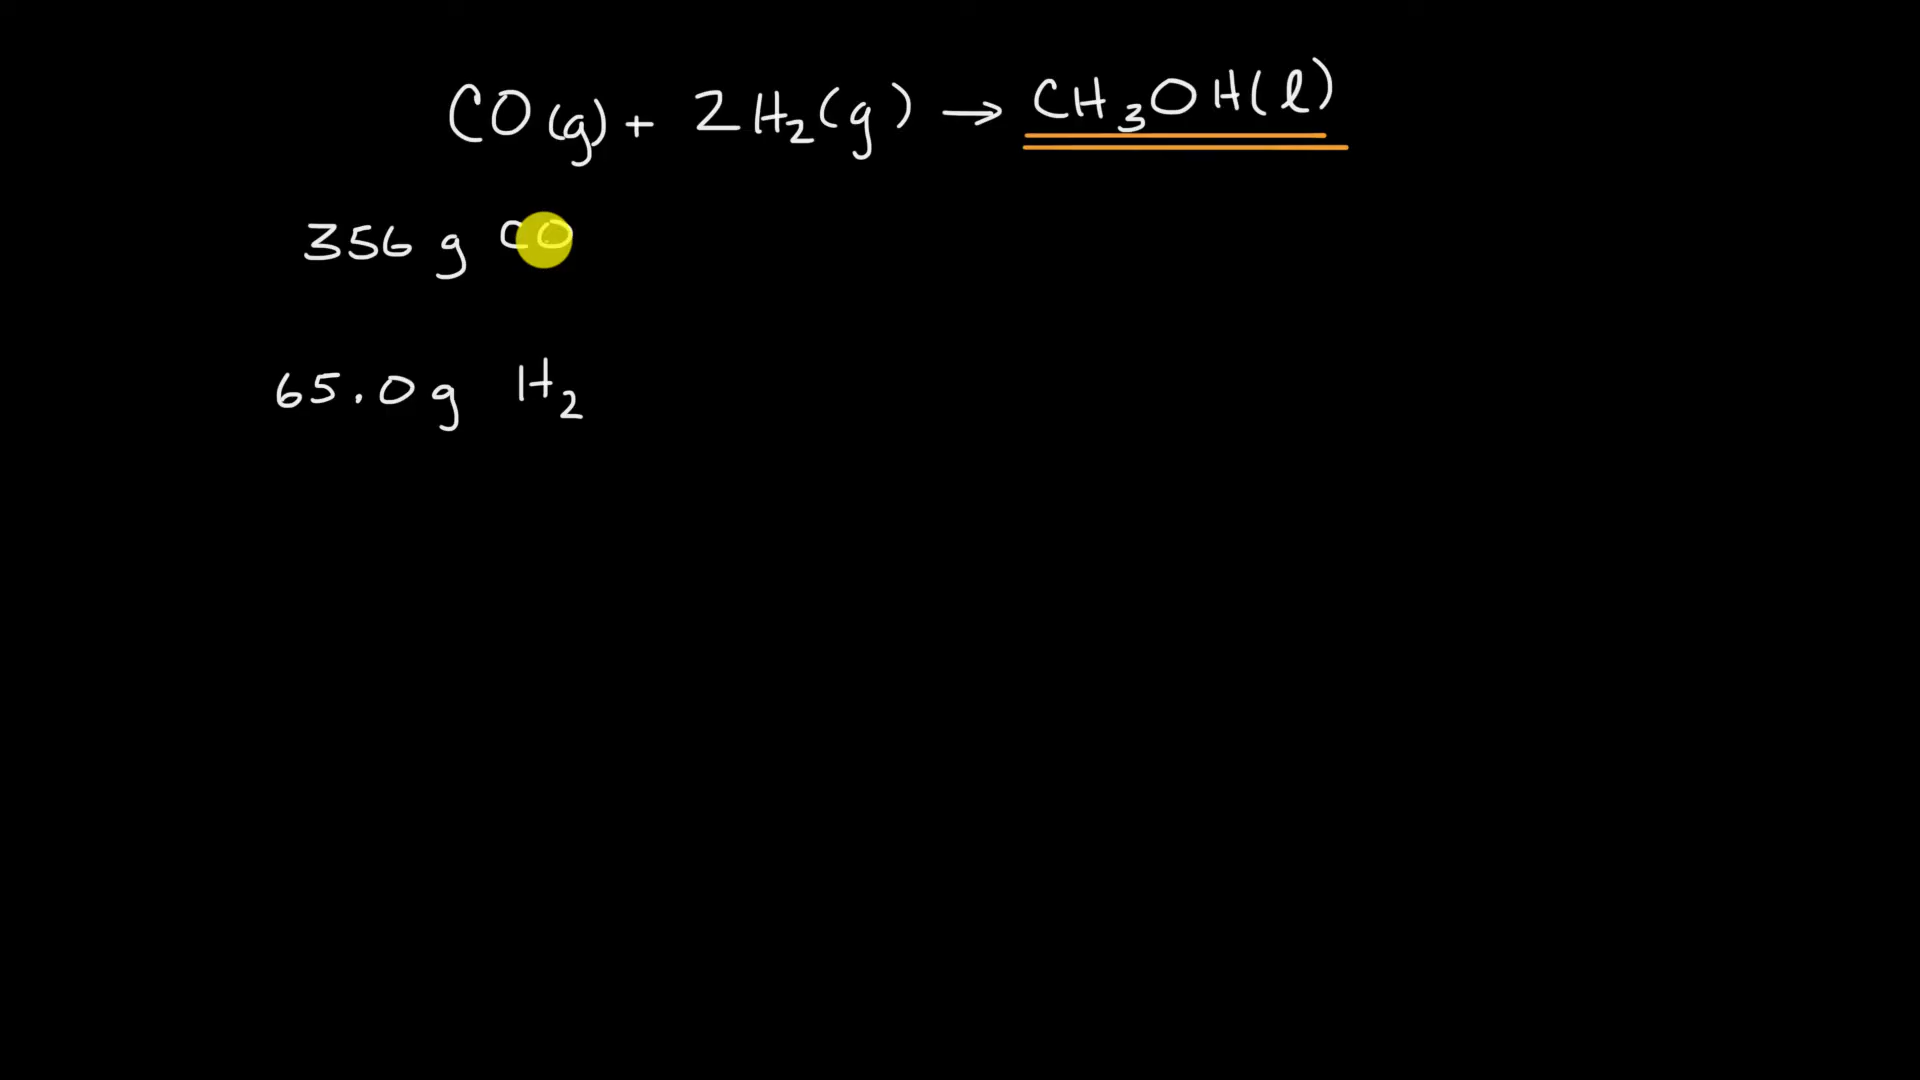 CO(g) + 2H₂(g) → CH₃OH(l)
356 g CO
65.0 g H₂